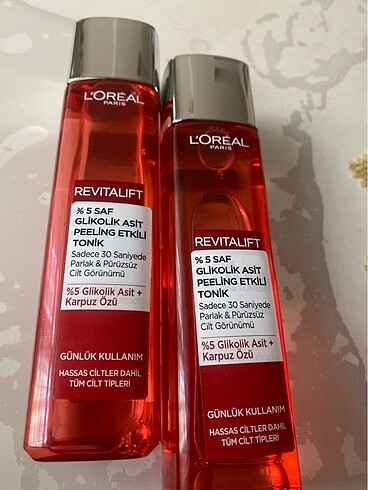 L'ORÉAL
PARIS
REVITALIFT
% 5 SAF
GLİKOLİK ASİT
PEELING ETKİLİ
TONİK
Sadece 30 Saniyede
Parlak & Pürüzsüz
Cilt Görünümü
%5 Glikolik Asit +
Karpuz Özü
GÜNLÜK KULLANIM
HASSAS CİLTLER DAHİL
TÜM CİLT TİPLERİ
L'ORÉAL
PARIS
REVITALIFT
% 5 SAF
GLİKOLİK ASİT
PEELING ETKİLİ
TONİK
Sadece 30 Saniyede
Parlak & Pürüzsüz
Cilt Görünümü
%5 Glikolik Asit +
Karpuz Özü
GÜNLÜK KULLANIM
HASSAS CİLTLER DAHİL
TÜM CİLT TİPLERİ